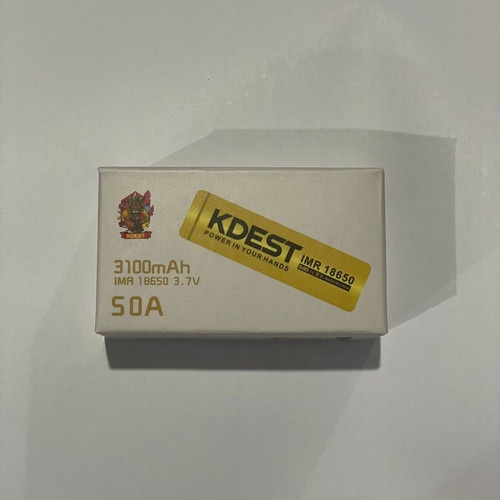 KDEST
3100mAh
IMR 18650 3.7V
50A
KDEST
POWER IN YOUR HANDS
IMR 18650